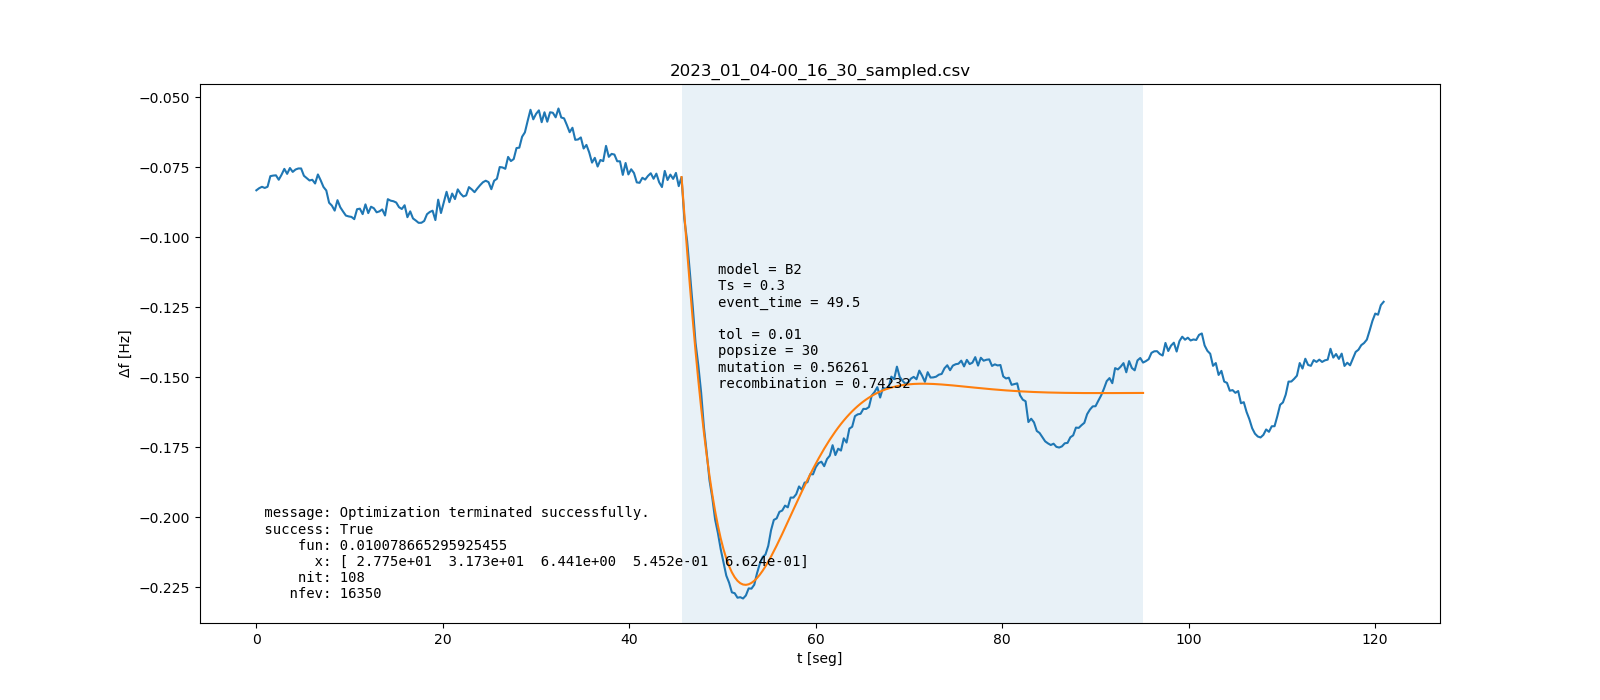 2023_01_04-00_16_30_sampled.csv
−0.050
−0.075
−0.100
−0.125
−0.150
−0.175
−0.200
−0.225
Δf [Hz]
model = B2
Ts = 0.3
event_time = 49.5
tol = 0.01
popsize = 30
mutation = 0.56261
recombination = 0.74232
message: Optimization terminated successfully.
success: True
fun: 0.010078665295925455
x: [ 2.775e+01  3.173e+01  6.441e+00  5.452e-01  6.624e-01]
nit: 108
nfev: 16350
0 20 40 60 80 100 120
t [seg]